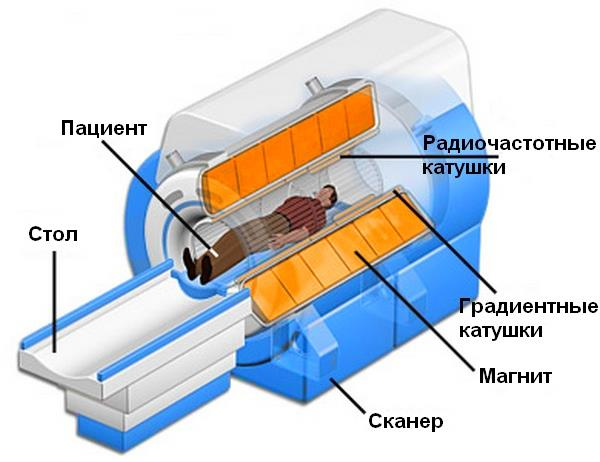 Пациент
Радиочастотные
катушки
Стол
Градиентные
катушки
Магнит
Сканер